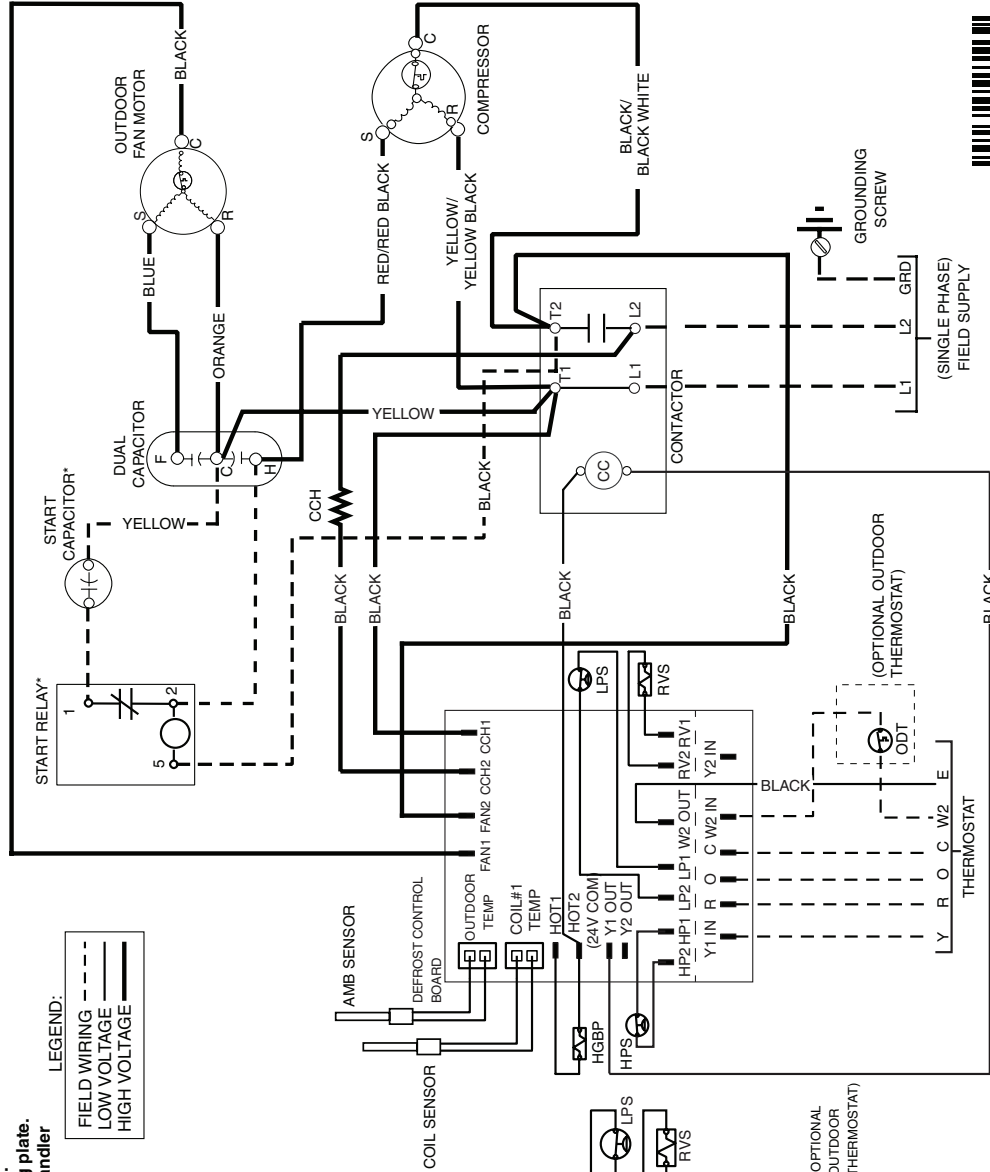 g plate.
andler
LEGEND:
FIELD WIRING
LOW VOLTAGE
HIGH VOLTAGE
OUTDOOR
FAN MOTOR
BLACK
S
C
R
BLUE
ORANGE
COMPRESSOR
C
S
R
RED/RED BLACK
YELLOW/
YELLOW BLACK
BLACK/
BLACK WHITE
DUAL
CAPACITOR
F
C
H
START
CAPACITOR*
YELLOW
START RELAY*
1
2
5
CCH
YELLOW
BLACK
BLACK
BLACK
T2
T1
L2
L1
CC
CONTACTOR
GROUNDING
SCREW
L1
L2
GRD
(SINGLE PHASE)
FIELD SUPPLY
BLACK
BLACK
BLACK
FAN1
FAN2
CCH2
CCH1
AMB SENSOR
COIL SENSOR
DEFROST CONTROL
BOARD
OUTDOOR
TEMP
COIL#1
TEMP
HOT1
HOT2
(24V COM)
Y1 OUT
Y2 OUT
HP2
HP1
LP2
LP1
W2 OUT
RV2
RV1
Y1 IN
R
O
C
W2 IN
Y2 IN
HGBP
HPS
LPS
RVS
BLACK
(OPTIONAL OUTDOOR
THERMOSTAT)
ODT
Y
R
O
C
W2
E
THERMOSTAT
LPS
RVS
OPTIONAL
OUTDOOR
THERMOSTAT)